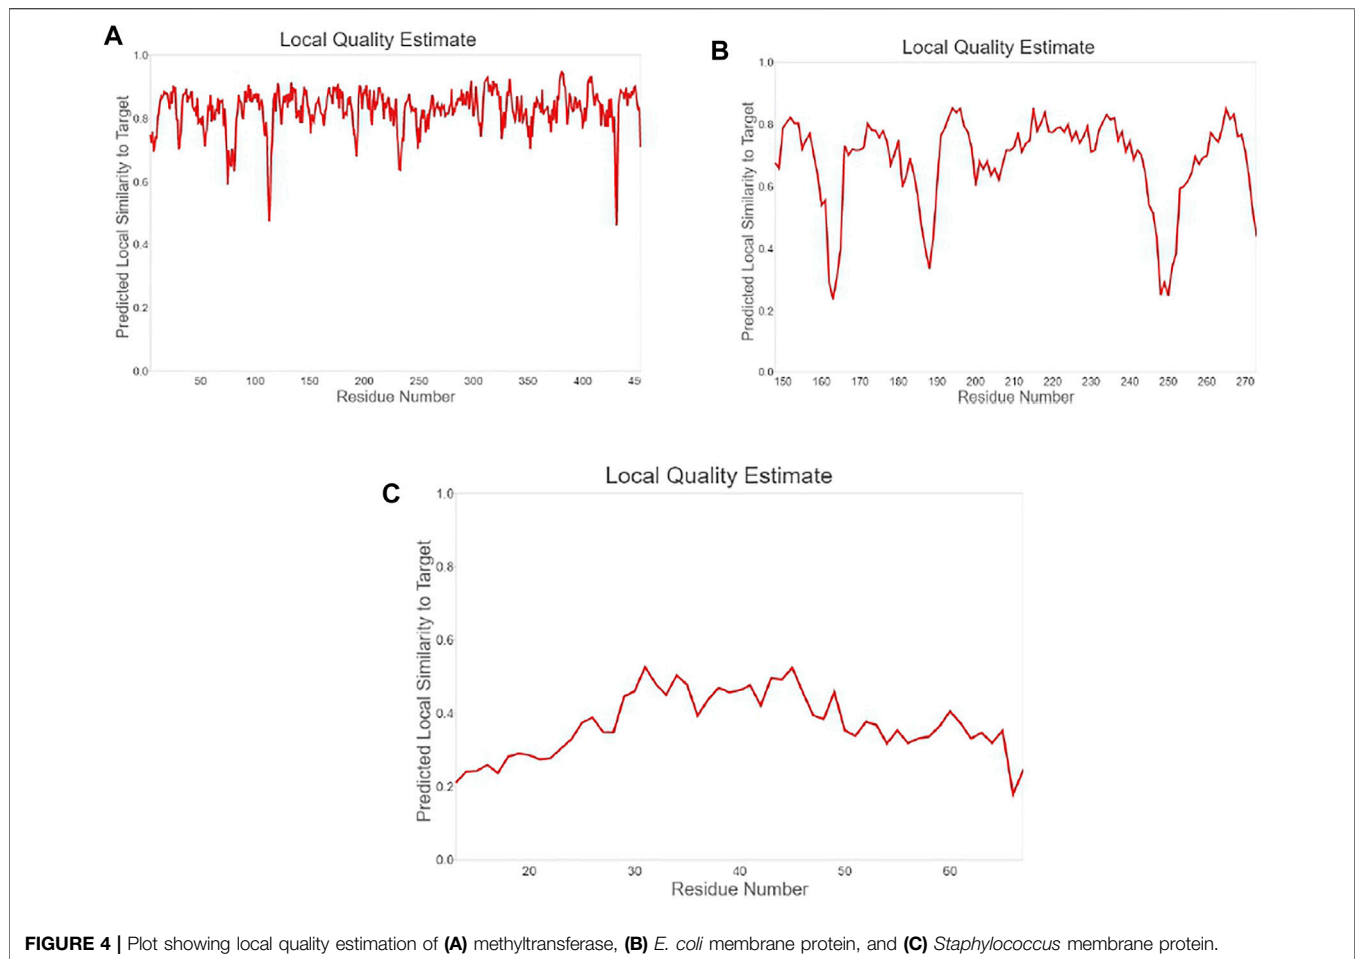 A
Local Quality Estimate
Predicted Local Similarity to Target
1.0
0.8
0.6
0.4
0.2
0.0
50 100 150 200 250 300 350 400 45
Residue Number
B
Local Quality Estimate
Predicted Local Similarity to Target
1.0
0.8
0.6
0.4
0.2
0.0
150 160 170 180 190 200 210 220 230 240 250 260 270
Residue Number
C
Local Quality Estimate
Predicted Local Similarity to Target
1.0
0.8
0.6
0.4
0.2
0.0
20 30 40 50 60
Residue Number
FIGURE 4 | Plot showing local quality estimation of (A) methyltransferase, (B) E. coli membrane protein, and (C) Staphylococcus membrane protein.